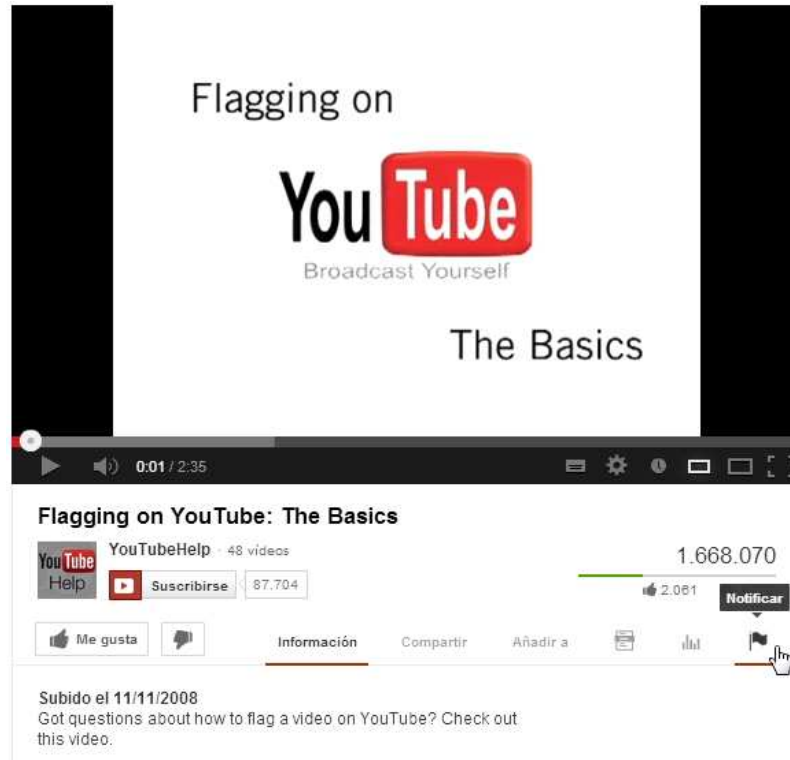 Flagging on
You Tube
Broadcast Yourself
The Basics
0:01 / 2:35
Flagging on YouTube: The Basics
You Tube
Help
YouTubeHelp · 48 vídeos
Suscribirse 87.704
1.668.070
2.061
Notificar
Me gusta
Información Compartir Añadir a
Subido el 11/11/2008
Got questions about how to flag a video on YouTube? Check out
this video.